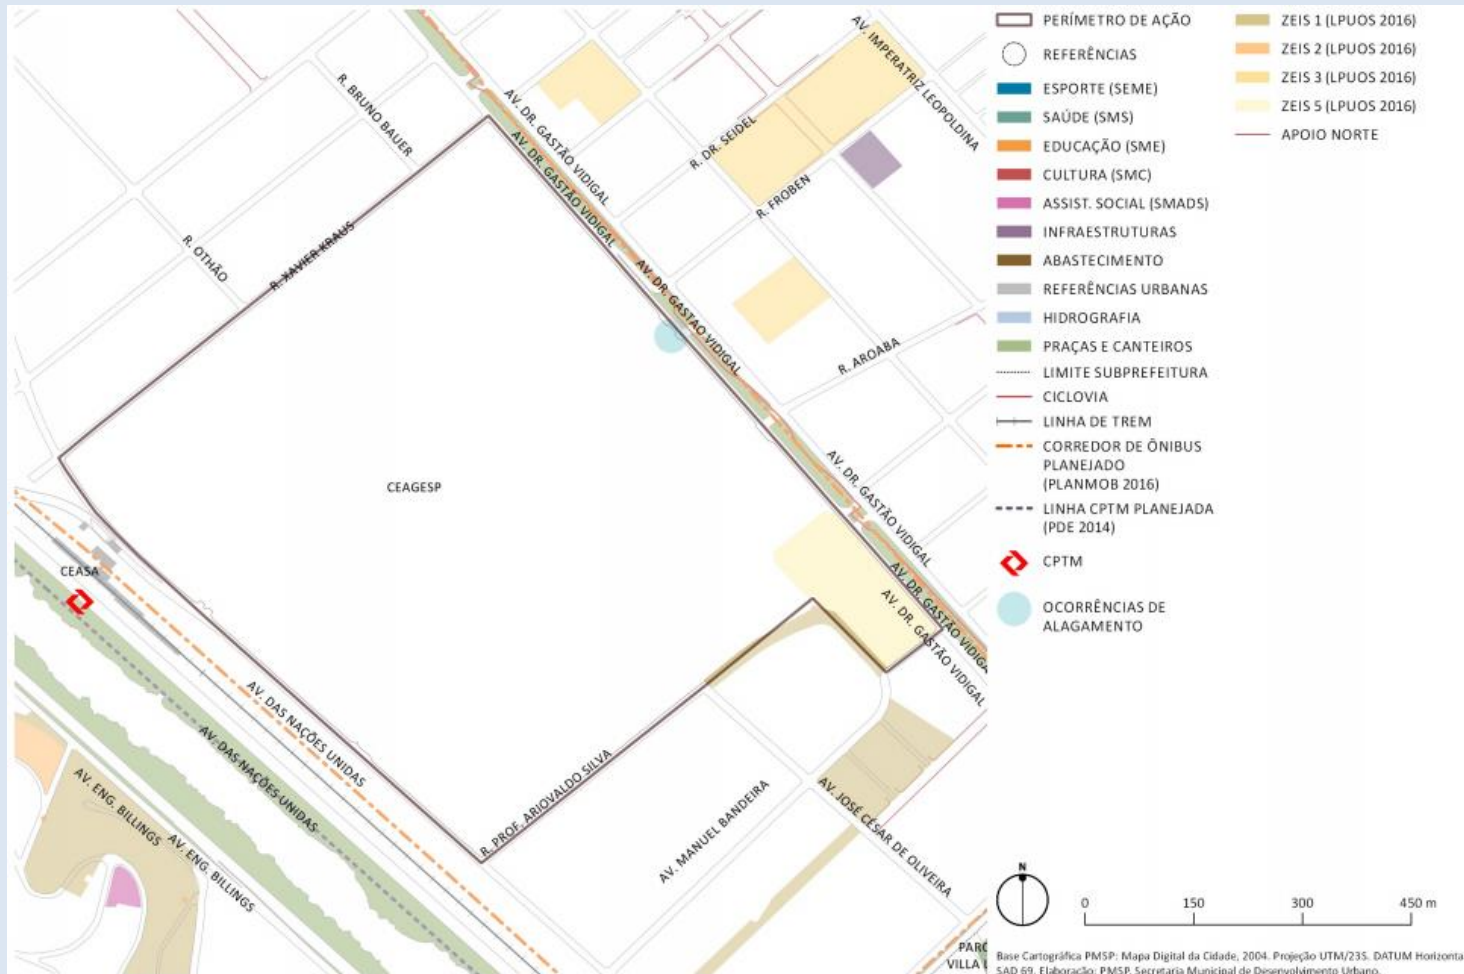 AV. IMPERATRIZ LEOPOLDINA
R. BRUNO BAUER
AV. DR. GASTÃO VIDIGAL
AV. DR. GASTÃO VIDIGAL
R. DR. SEIDEL
R. FROBEN
R. OTHÃO
R. XAVIER KRAUS
AV. DR. GASTÃO VIDIGAL
AV. DR. GASTÃO VIDIGAL
R. AROABA
CEAGESP
AV. DR. GASTÃO VIDIGAL
CEASA
AV. DR. GASTÃO VIDIGAL
AV. DR. GASTÃO VIDIGAL
AV. DAS NAÇÕES UNIDAS
AV. DAS NAÇÕES UNIDAS
R. PROF. ARIOVALDO SILVA
AV. MANUEL BANDEIRA
AV. JOSÉ CÉSAR DE OLIVEIRA
AV. ENG. BILLINGS
AV. ENG. BILLINGS
VILLA
PERÍMETRO DE AÇÃO
REFERÊNCIAS
ESPORTE (SEME)
SAÚDE (SMS)
EDUCAÇÃO (SME)
CULTURA (SMC)
ASSIST. SOCIAL (SMADS)
INFRAESTRUTURAS
ABASTECIMENTO
REFERÊNCIAS URBANAS
HIDROGRAFIA
PRAÇAS E CANTEIROS
LIMITE SUBPREFEITURA
CICLOVIA
LINHA DE TREM
CORREDOR DE ÔNIBUS
PLANEJADO
(PLANMOB 2016)
LINHA CPTM PLANEJADA
(PDE 2014)
CPTM
OCORRÊNCIAS DE
ALAGAMENTO
ZEIS 1 (LPUOS 2016)
ZEIS 2 (LPUOS 2016)
ZEIS 3 (LPUOS 2016)
ZEIS 5 (LPUOS 2016)
APOIO NORTE
N
0 150 300 450 m
Base Cartográfica PMSP: Mapa Digital da Cidade, 2004. Projeção UTM/23S. DATUM Horizonta
SAD 69. Elaboração: PMSP, Secretaria Municipal de Desenvolvimento Urbano.